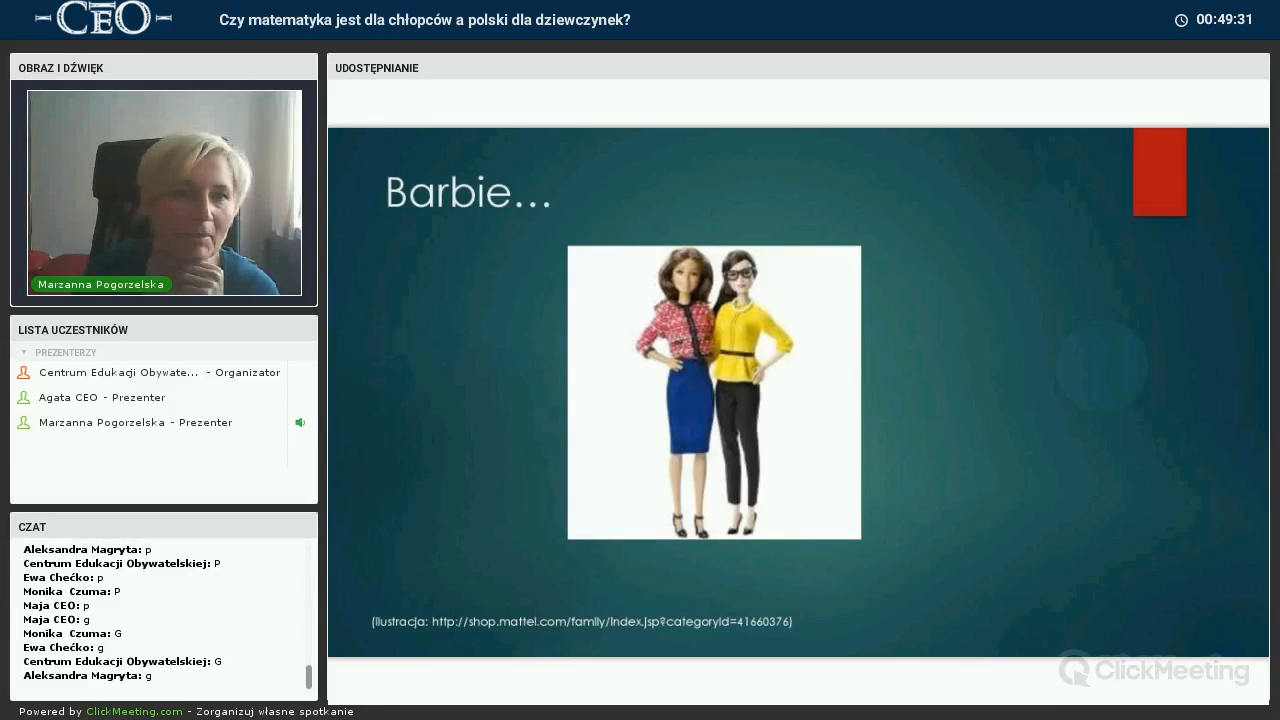 CEO
Czy matematyka jest dla chłopców a polski dla dziewczynek?
00:49:31
OBRAZ I DŹWIĘK
Marzanna Pogorzelska
LISTA UCZESTNIKÓW
PREZENTERZY
Centrum Edukacji Obywate... - Organizator
Agata CEO - Prezenter
Marzanna Pogorzelska - Prezenter
CZAT
Aleksandra Magryta: p
Centrum Edukacji Obywatelskiej: P
Ewa Chećko: p
Monika Czuma: P
Maja CEO: p
Maja CEO: g
Monika Czuma: G
Ewa Chećko: g
Centrum Edukacji Obywatelskiej: G
Aleksandra Magryta: g
UDOSTĘPNIANIE
Barbie...
(ilustracja: http://shop.mattel.com/family/index.jsp?categoryId=41660376)
ClickMeeting
Powered by ClickMeeting.com - Zorganizuj własne spotkanie